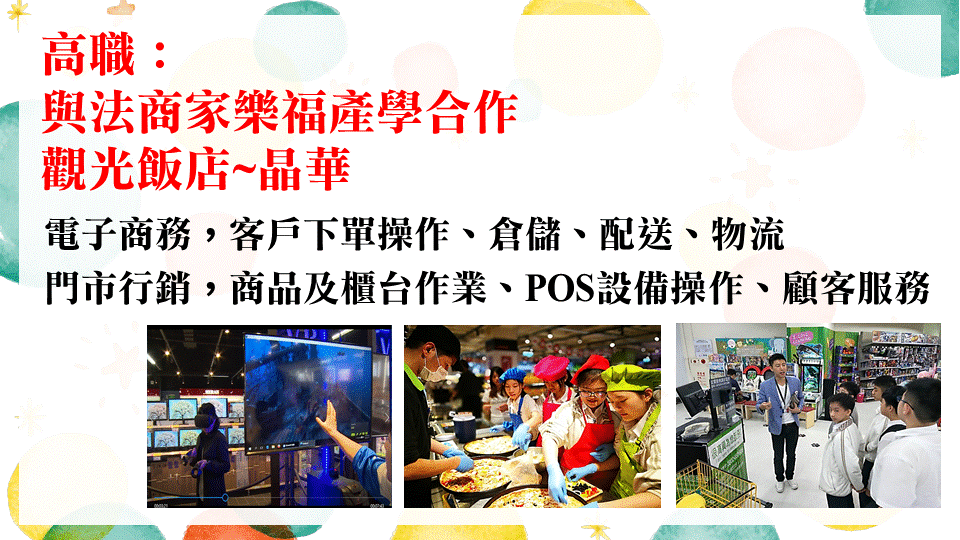 高職：
與法商家樂福產學合作
觀光飯店~晶華
電子商務，客戶下單操作、倉儲、配送、物流
門市行銷，商品及櫃台作業、POS設備操作、顧客服務